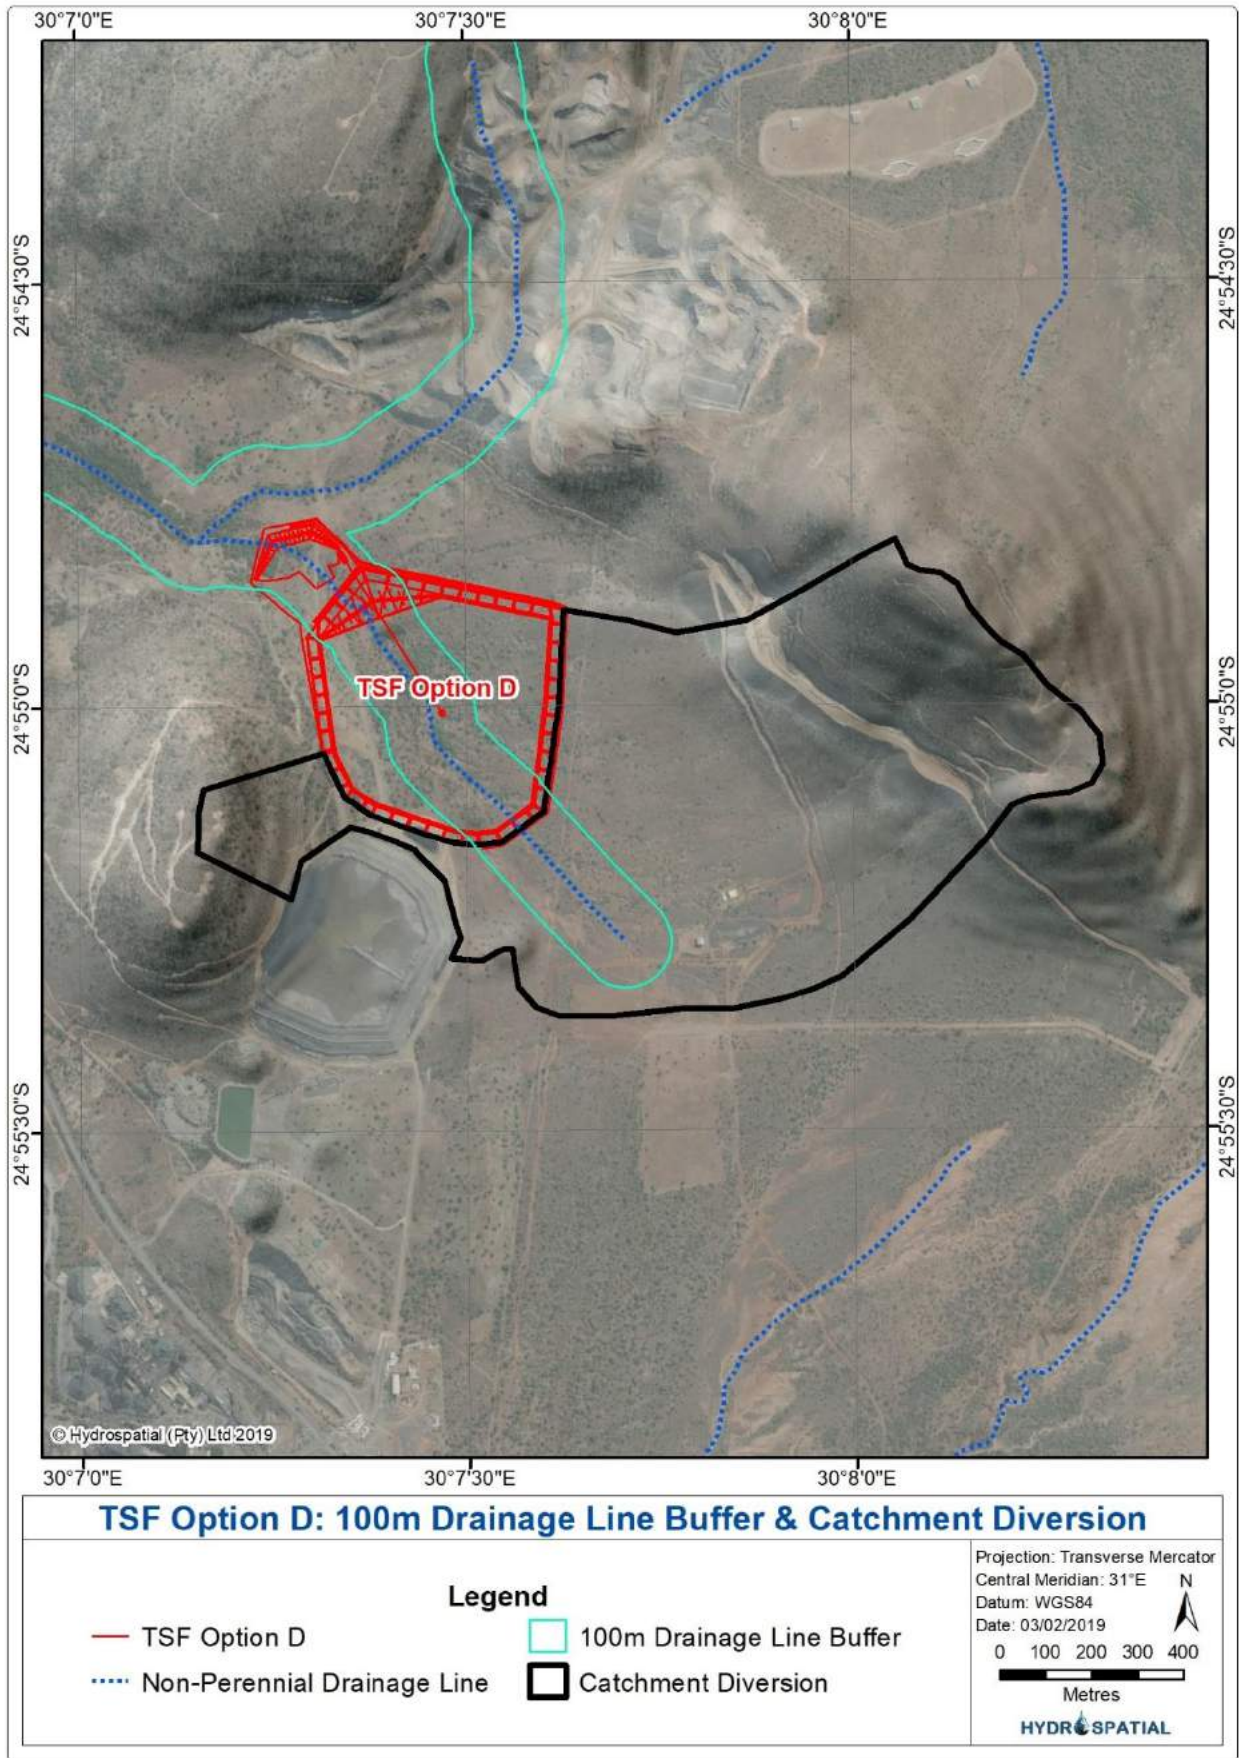 30°7'0"E 30°7'30"E 30°8'0"E
24°54'30"S 24°54'30"S
TSF Option D
24°55'0"S 24°55'0"S
24°55'30"S 24°55'30"S
© Hydrospatial (Pty) Ltd 2019
30°7'0"E 30°7'30"E 30°8'0"E
TSF Option D: 100m Drainage Line Buffer & Catchment Diversion
Legend
TSF Option D
100m Drainage Line Buffer
Non-Perennial Drainage Line
Catchment Diversion
Projection: Transverse Mercator
Central Meridian: 31°E
N
Datum: WGS84
Date: 03/02/2019
0 100 200 300 400
Metres
HYDROSPATIAL